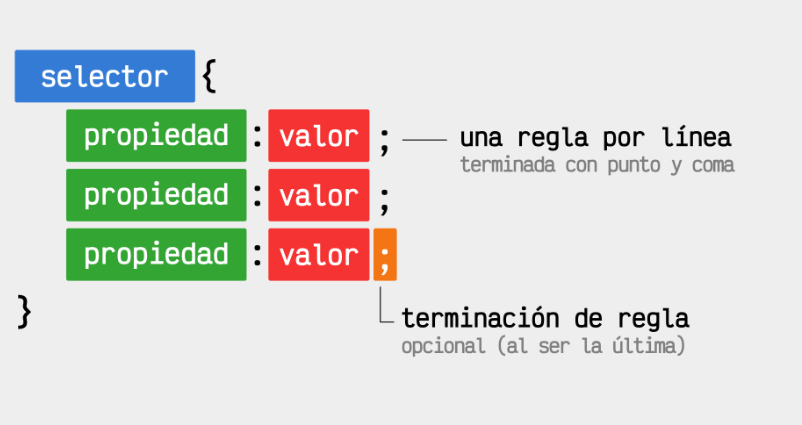 selector {
propiedad : valor ; una regla por línea
terminada con punto y coma
propiedad : valor ;
propiedad : valor ;
}
terminación de regla
opcional (al ser la última)